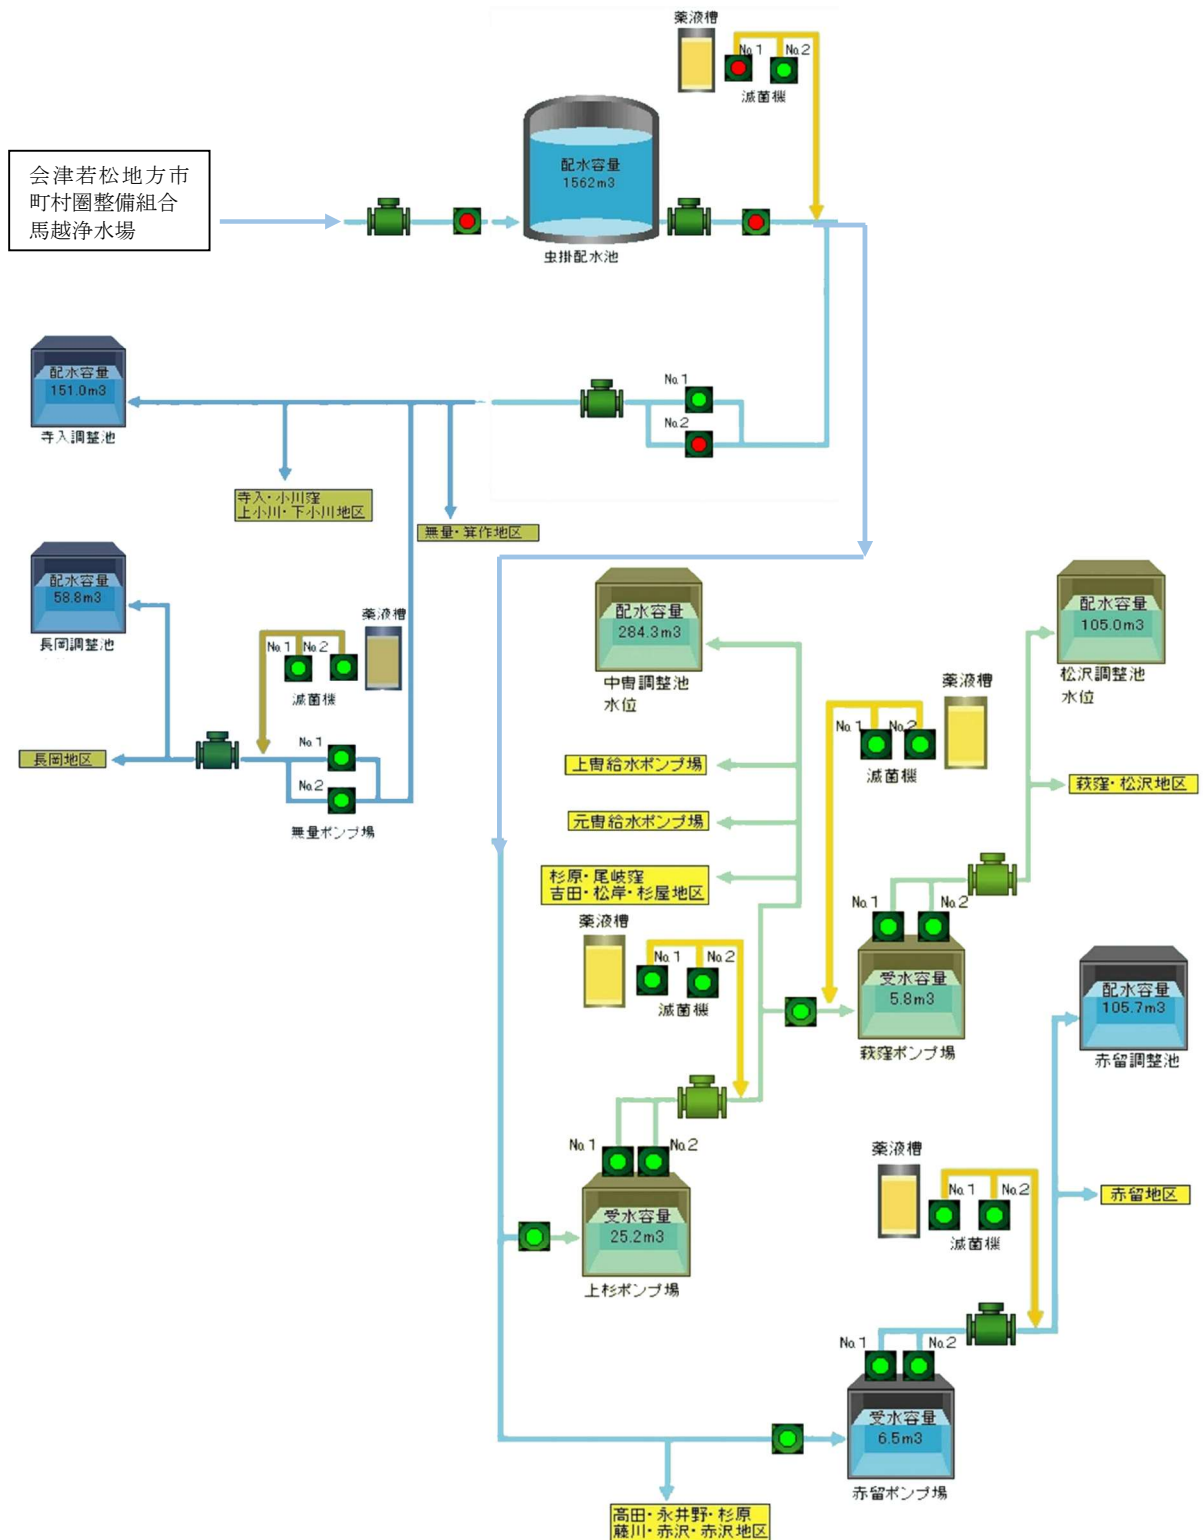 薬液槽
No.1
No.2
滅菌機
会津若松地方市
町村圏整備組合
馬越浄水場
配水容量
1562m3
虫掛配水池
配水容量
151.0m3
寺入調整池
No.1
No.2
寺入・小川窪
上小川・下小川地区
無量・箕作地区
配水容量
58.8m3
長岡調整池
薬液槽
No.1
No.2
滅菌機
長岡地区
No.1
No.2
無量ポンプ場
配水容量
284.3m3
中冑調整池
水位
配水容量
105.0m3
松沢調整池
水位
薬液槽
No.1
No.2
滅菌機
上冑給水ポンプ場
元冑給水ポンプ場
萩窪・松沢地区
杉原・尾岐窪
吉田・松岸・杉屋地区
薬液槽
No.1
No.2
滅菌機
No.1
No.2
受水容量
5.8m3
萩窪ポンプ場
配水容量
105.7m3
赤留調整池
No.1
No.2
受水容量
25.2m3
上杉ポンプ場
薬液槽
No.1
No.2
滅菌機
赤留地区
No.1
No.2
受水容量
6.5m3
赤留ポンプ場
高田・永井野・杉原
藤川・赤沢・赤沢地区